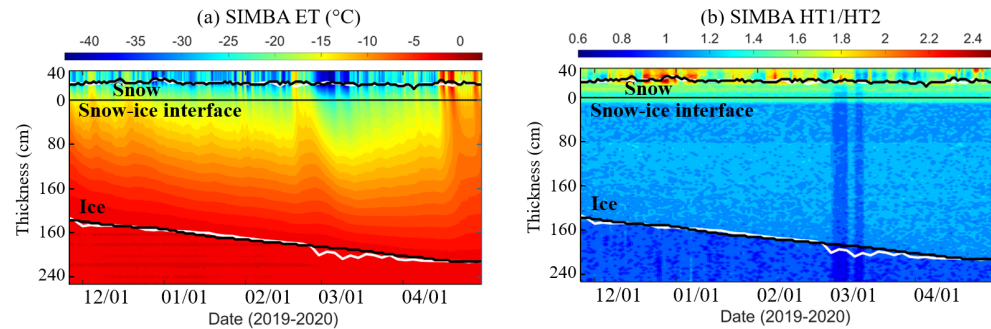 (a) SIMBA ET (°C)
-40 -35 -30 -25 -20 -15 -10 -5 0
40
0
80
160
160
240
Thickness (cm)
Snow
Snow-ice interface
Ice
12/01 01/01 02/01 03/01 04/01
Date (2019-2020)
(b) SIMBA HT1/HT2
0.6 0.8 1 1.2 1.4 1.6 1.8 2 2.2 2.4
40
0
80
160
160
240
Thickness (cm)
Snow
Snow-ice interface
Ice
12/01 01/01 02/01 03/01 04/01
Date (2019-2020)